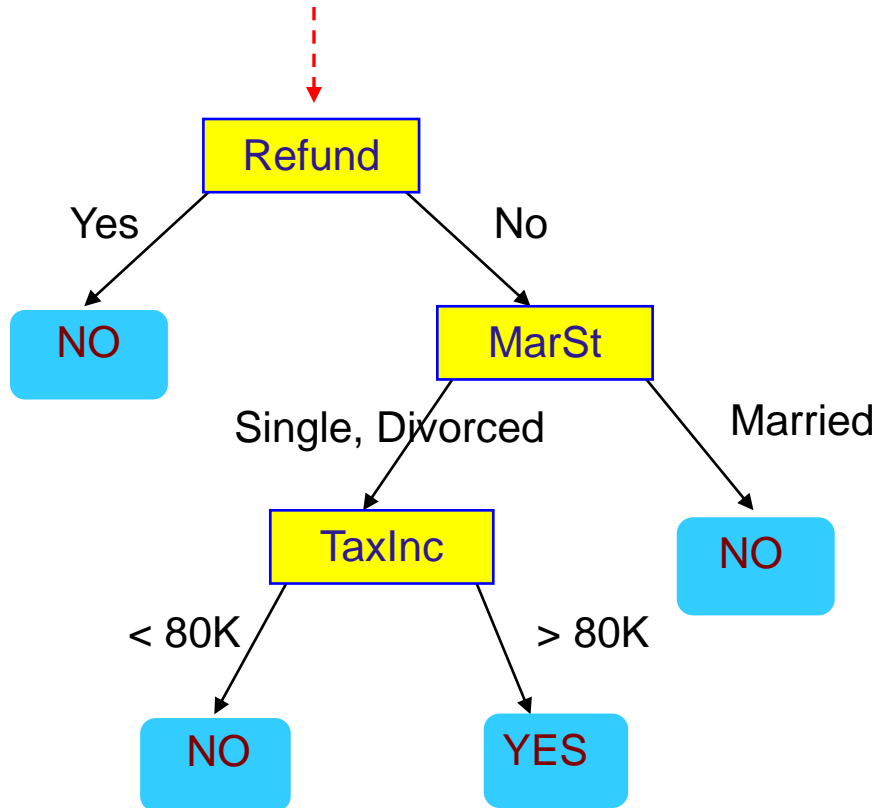 Refund
Yes
No
NO
MarSt
Single, Divorced
Married
TaxInc
NO
< 80K
> 80K
NO
YES